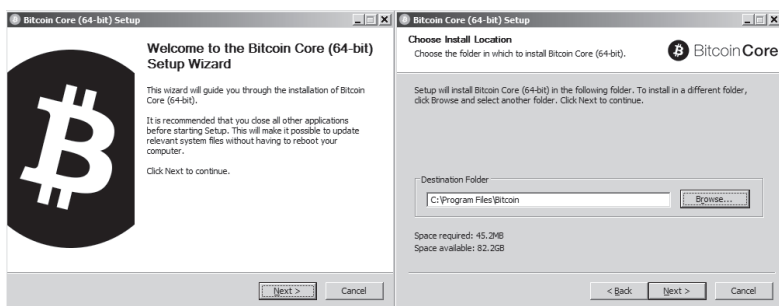 Bitcoin Core (64-bit) Setup
Welcome to the Bitcoin Core (64-bit)
Setup Wizard
This wizard will guide you through the installation of Bitcoin
Core (64-bit).
It is recommended that you close all other applications
before starting Setup. This will make it possible to update
relevant system files without having to reboot your
computer.
Click Next to continue.
Next >
Cancel
Bitcoin Core (64-bit) Setup
Choose Install Location
Choose the folder in which to install Bitcoin Core (64-bit).
Bitcoin Core
Setup will install Bitcoin Core (64-bit) in the following folder. To install in a different folder,
click Browse and select another folder. Click Next to continue.
Destination Folder
C:\Program Files\Bitcoin
Browse...
Space required: 45.2MB
Space available: 82.2GB
< Back
Next >
Cancel